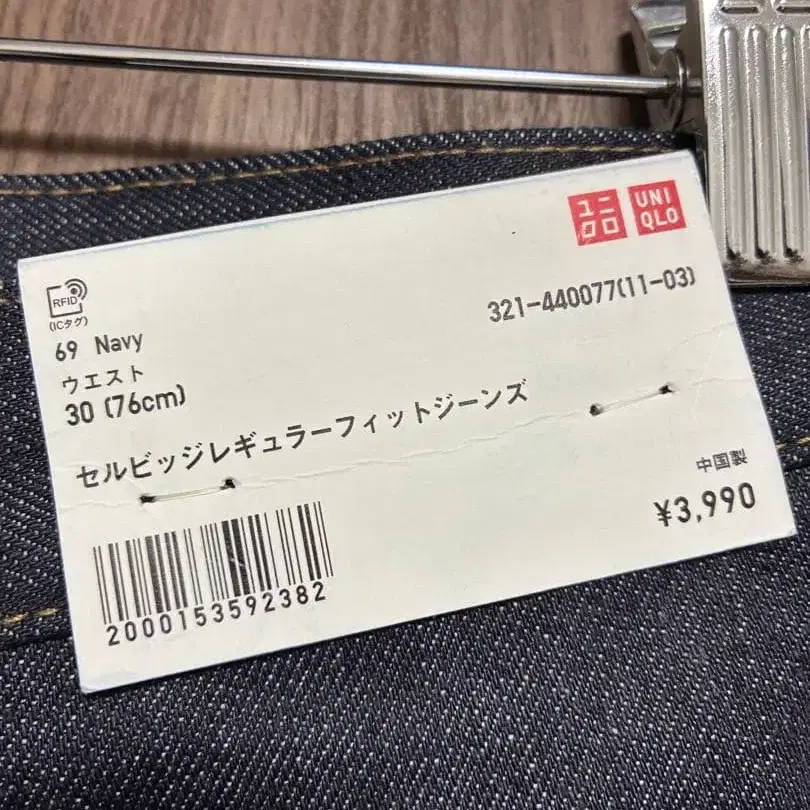 ユニクロ
UNIQLO
RFID
(ICタグ)
321-440077(11-03)
69 Navy
ウエスト
30 (76cm)
セルビッジレギュラーフィットジーンズ
中国製
¥3,990
2000153592382